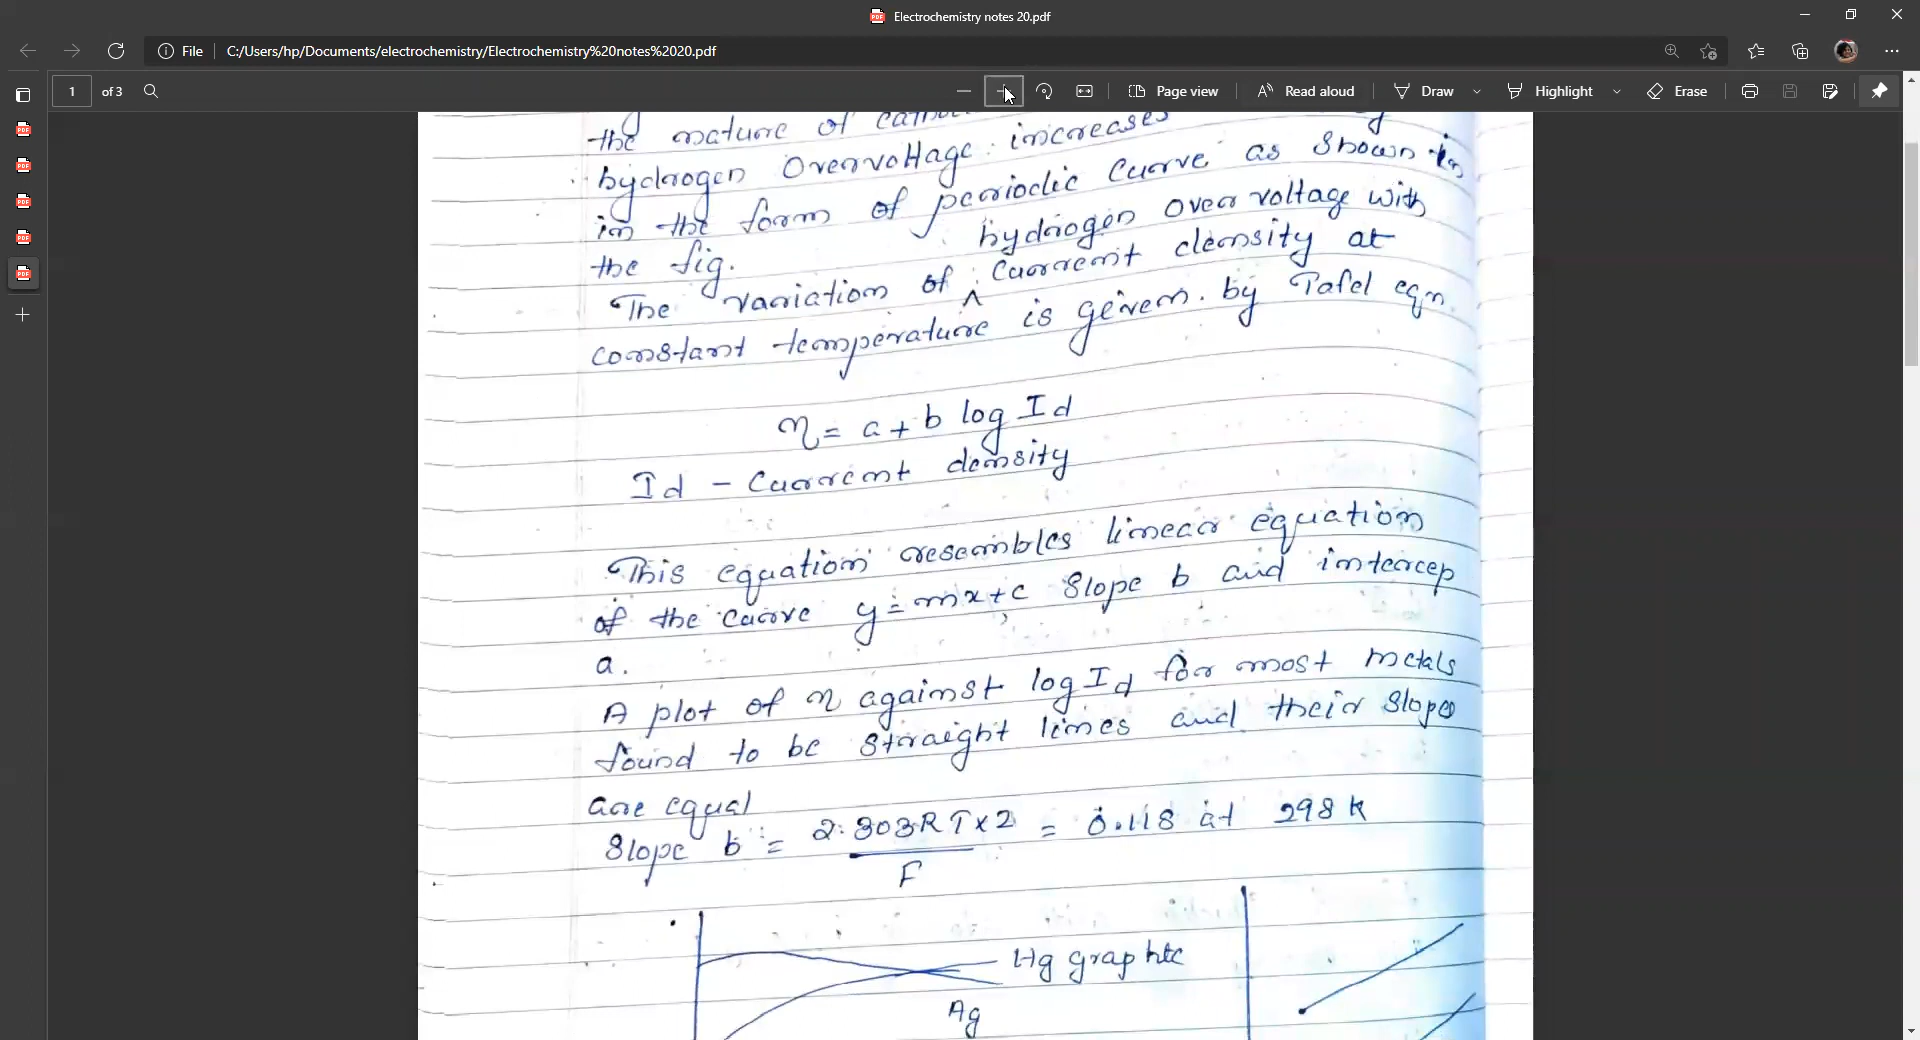 Electrochemistry notes 20.pdf
File C:/Users/hp/Documents/electrochemistry/Electrochemistry%20notes%2020.pdf
1 of 3 Page view Read aloud Draw Highlight Erase
the nature of
hydrogen Overvoltage increases
in the form of periodic Curve as Shown in
the fig.
The variation of ^ hydrogen over voltage with Current density at
constant temperature is given by Tafel eqn
η = a + b log Id
Id - Current density
This equation resembles linear equation
of the curve y = mx + c Slope b and intercep
a.
A plot of η against log Id for most metals
found to be Straight lines and their Slope
are equal
Slope b = 2.303RT×2 / F = 0.118 at 298 K
Hg graphte
Ag